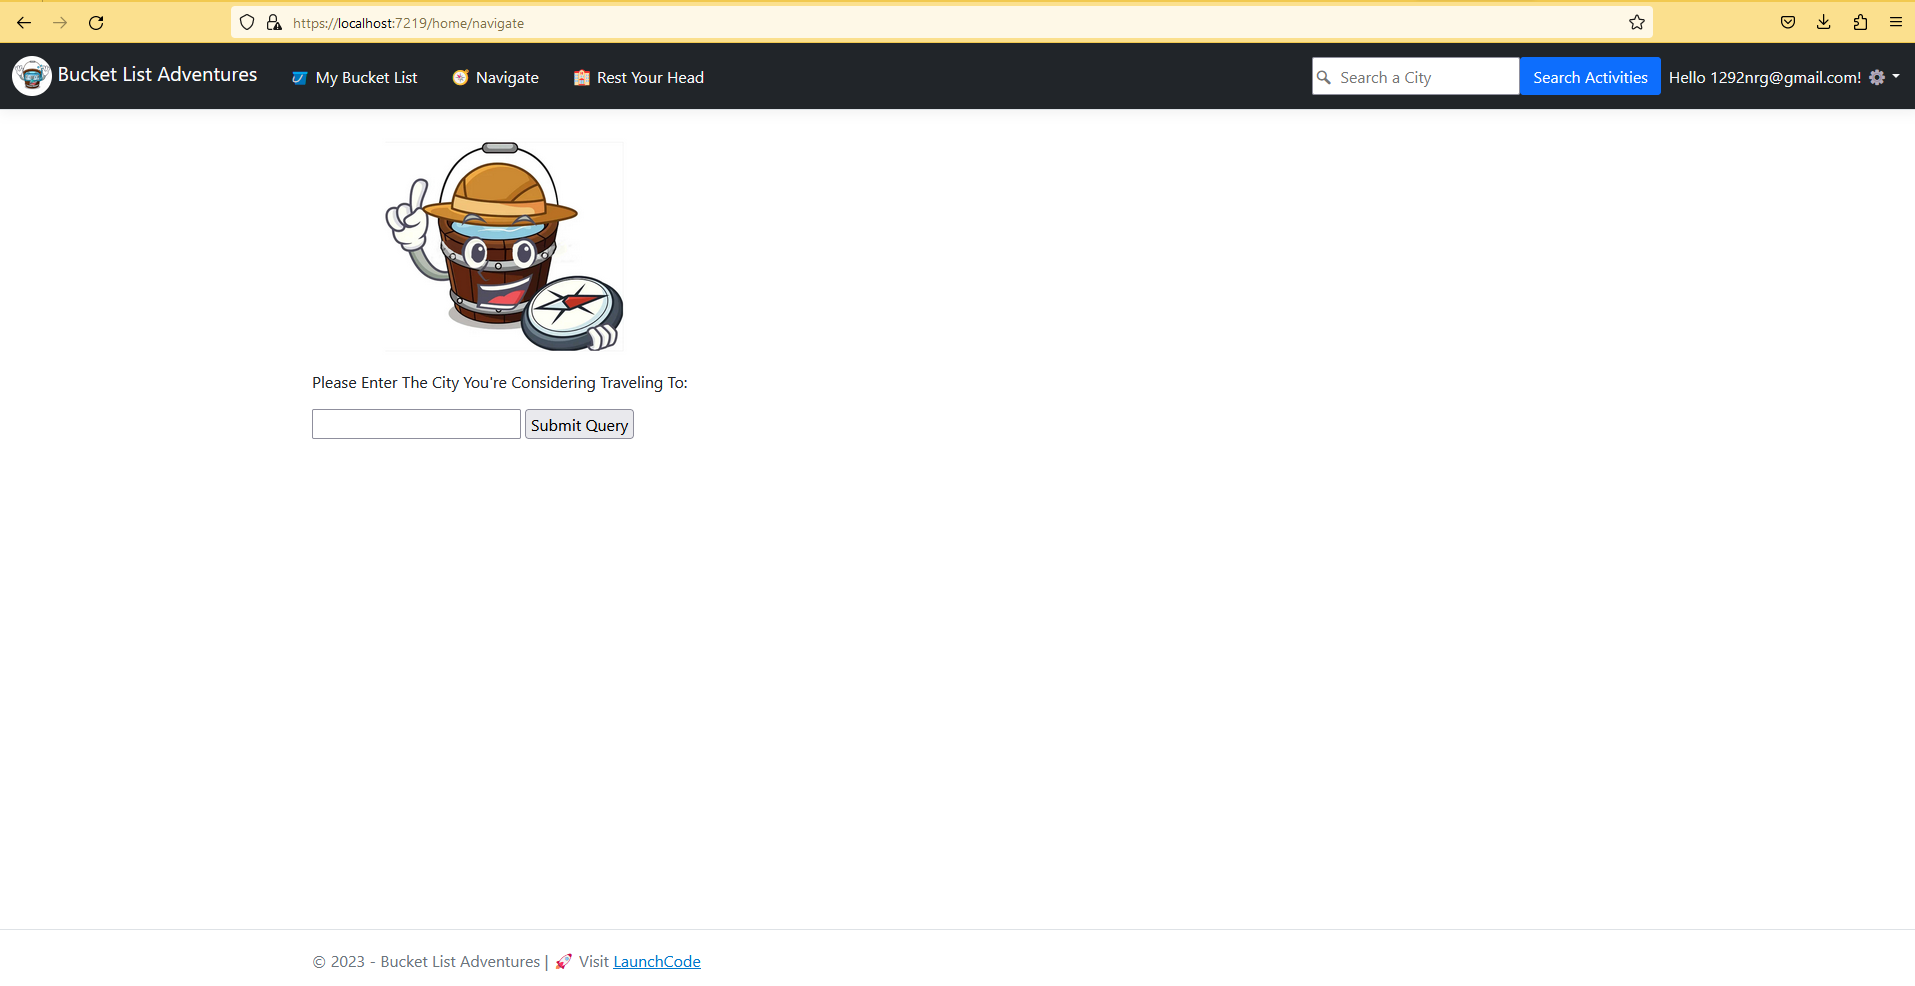 https://localhost:7219/home/navigate
Bucket List Adventures My Bucket List Navigate Rest Your Head Search a City Search Activities Hello 1292nrg@gmail.com!
Please Enter The City You're Considering Traveling To:
Submit Query
© 2023 - Bucket List Adventures | 🚀 Visit LaunchCode